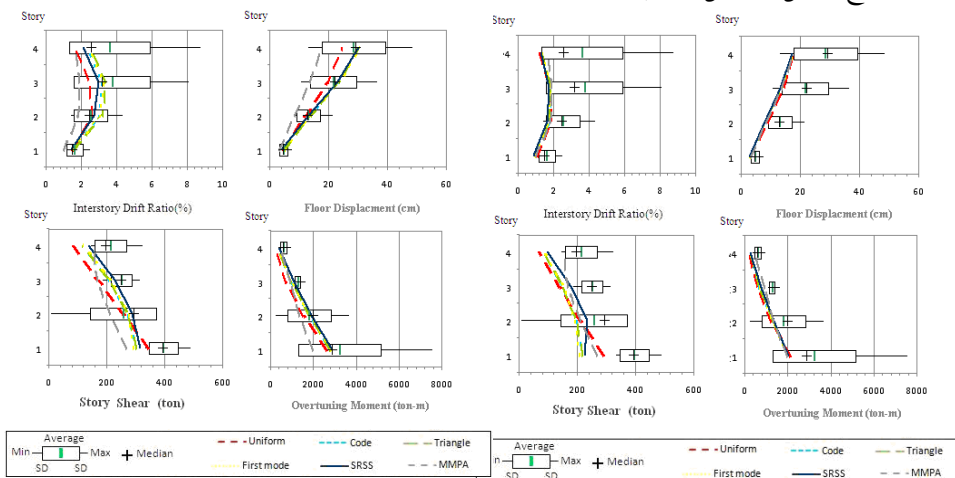 Story
4
3
2
1
0 2 4 6 8 10
Interstory Drift Ratio(%)
Story
4
3
2
1
0 20 40 60
Floor Displacment (cm)
Story
4
3
2
1
0 200 400 600
Story Shear (ton)
Story
4
3
2
1
0 2000 4000 6000 8000
Overtuning Moment (ton-m)
Average
Min Max
SD SD
Median
Uniform
Code
Triangle
First mode
SRSS
MMPA
Story
4
3
2
1
0 2 4 6 8 10
Interstory Drift Ratio(%)
Story
4
3
2
1
0 20 40 60
Floor Displacment (cm)
Story
4
3
2
1
0 200 400 600
Story Shear (ton)
Story
4
3
2
1
0 2000 4000 6000 8000
Overtuning Moment (ton-m)
Average
Max
SD SD
Median
Uniform
Code
Triangle
First mode
SRSS
MMPA